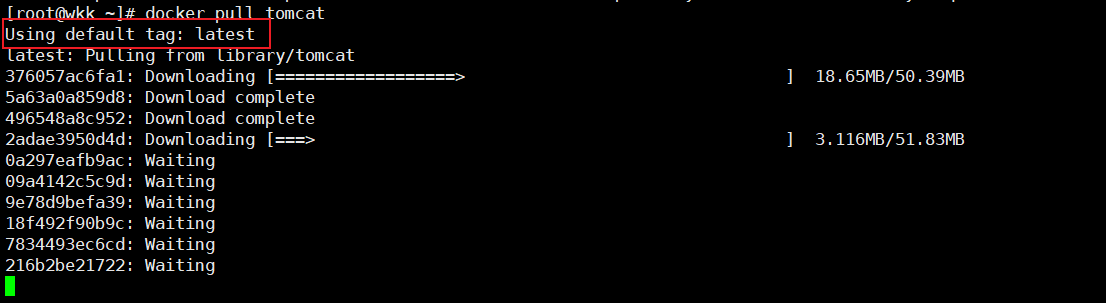 [root@wkk ~]# docker pull tomcat
Using default tag: latest
latest: Pulling from library/tomcat
376057ac6fa1: Downloading [==================>                                ]  18.65MB/50.39MB
5a63a0a859d8: Download complete
496548a8c952: Download complete
2adae3950d4d: Downloading [===>                                               ]  3.116MB/51.83MB
0a297eafb9ac: Waiting
09a4142c5c9d: Waiting
9e78d9befa39: Waiting
18f492f90b9c: Waiting
7834493ec6cd: Waiting
216b2be21722: Waiting